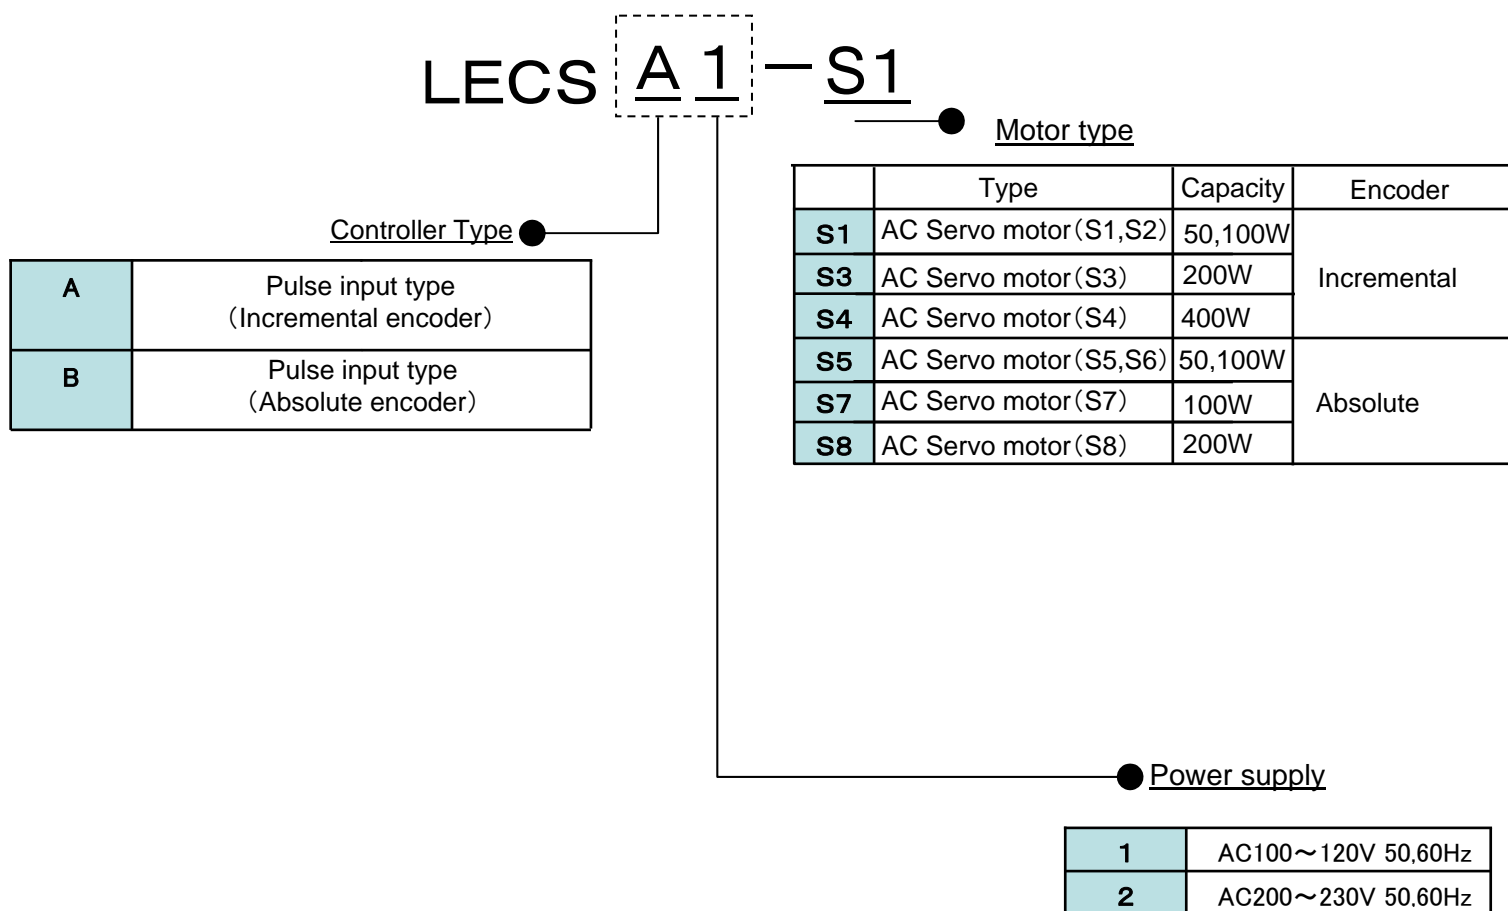 LECS A 1 － S1
Motor type
Type Capacity Encoder
S1 AC Servo motor（S1,S2） 50,100W
S3 AC Servo motor（S3） 200W Incremental
S4 AC Servo motor（S4） 400W
S5 AC Servo motor（S5,S6） 50,100W
S7 AC Servo motor（S7） 100W Absolute
S8 AC Servo motor（S8） 200W
Controller Type
A Pulse input type
（Incremental encoder）
B Pulse input type
（Absolute encoder）
Power supply
1 AC100～120V 50,60Hz
2 AC200～230V 50,60Hz